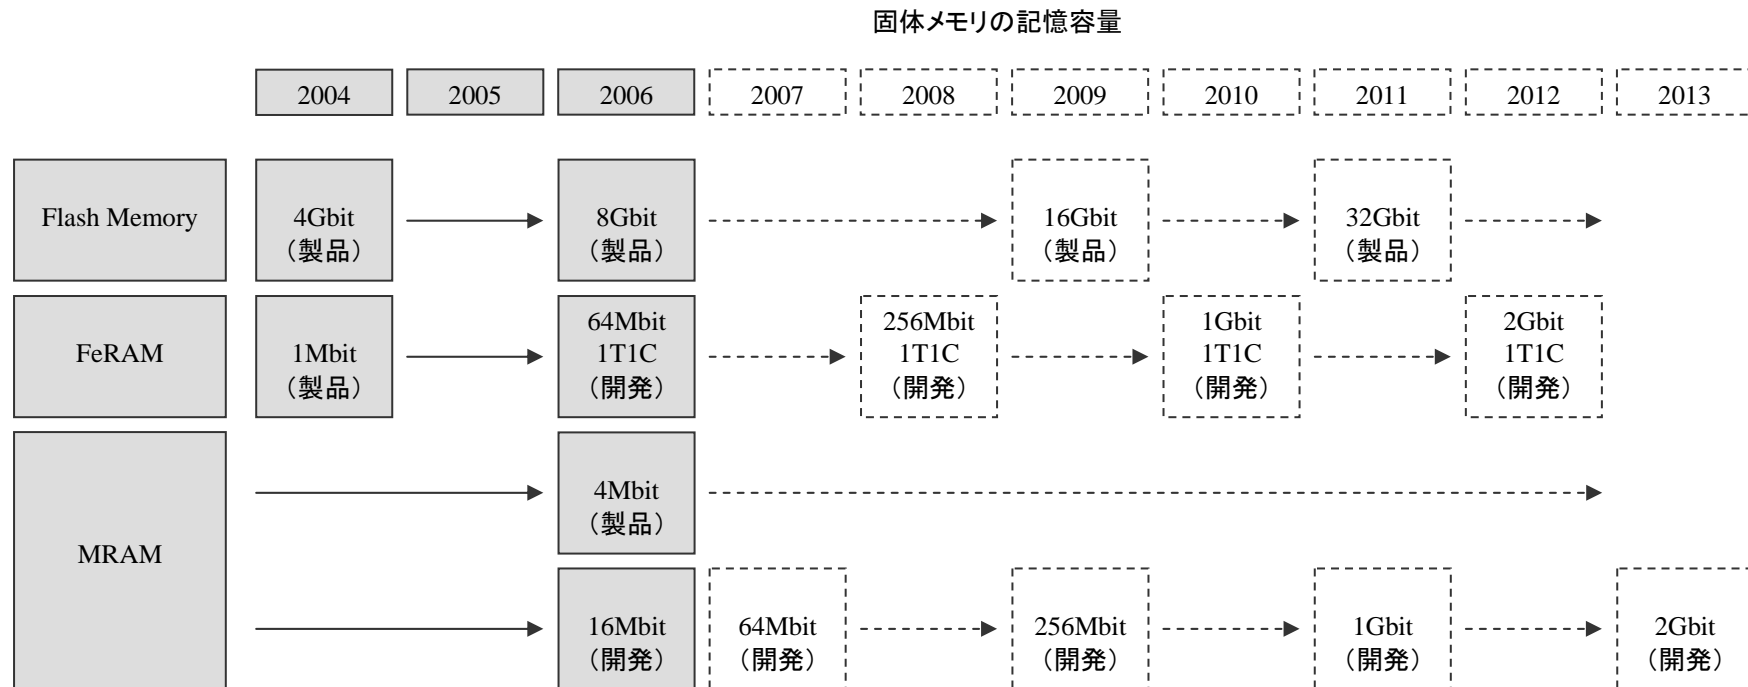 固体メモリの記憶容量
2004 2005 2006 2007 2008 2009 2010 2011 2012 2013
Flash Memory
4Gbit
（製品）
8Gbit
（製品）
16Gbit
（製品）
32Gbit
（製品）
FeRAM
1Mbit
（製品）
64Mbit
1T1C
（開発）
256Mbit
1T1C
（開発）
1Gbit
1T1C
（開発）
2Gbit
1T1C
（開発）
MRAM
4Mbit
（製品）
16Mbit
（開発）
64Mbit
（開発）
256Mbit
（開発）
1Gbit
（開発）
2Gbit
（開発）